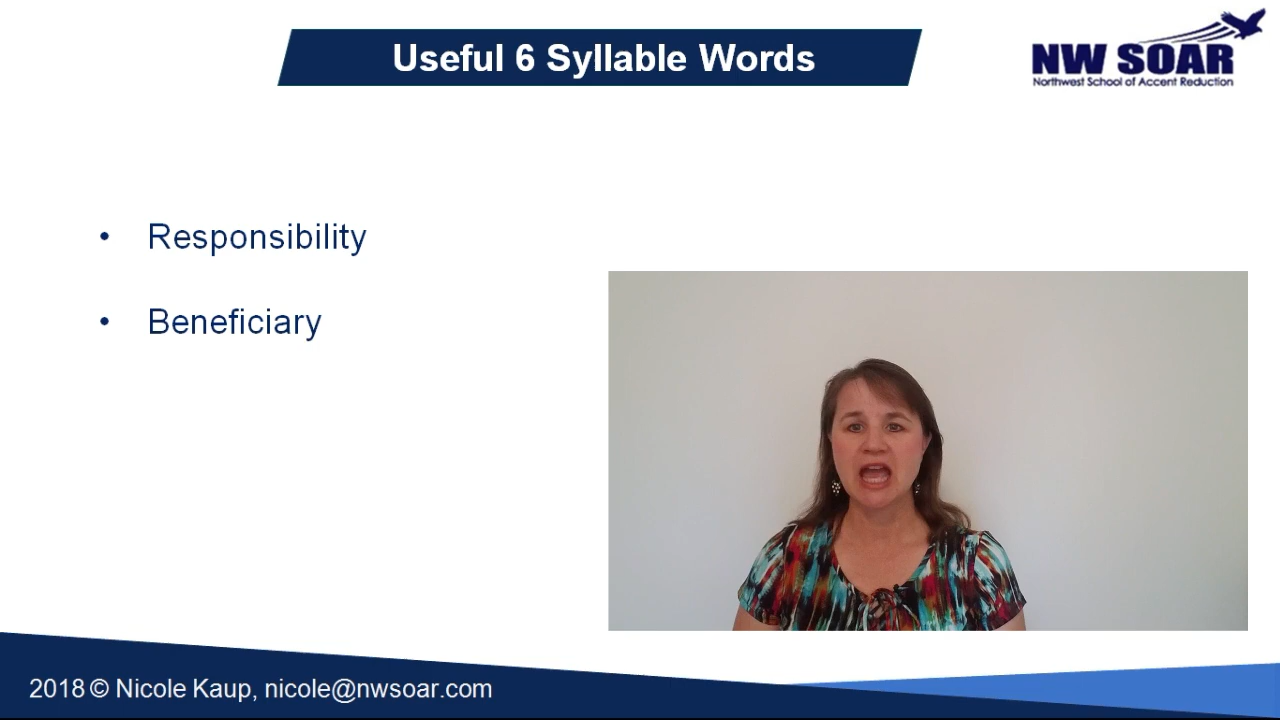 Useful 6 Syllable Words
NW SOAR
Northwest School of Accent Reduction
• Responsibility
• Beneficiary
2018 © Nicole Kaup, nicole@nwsoar.com